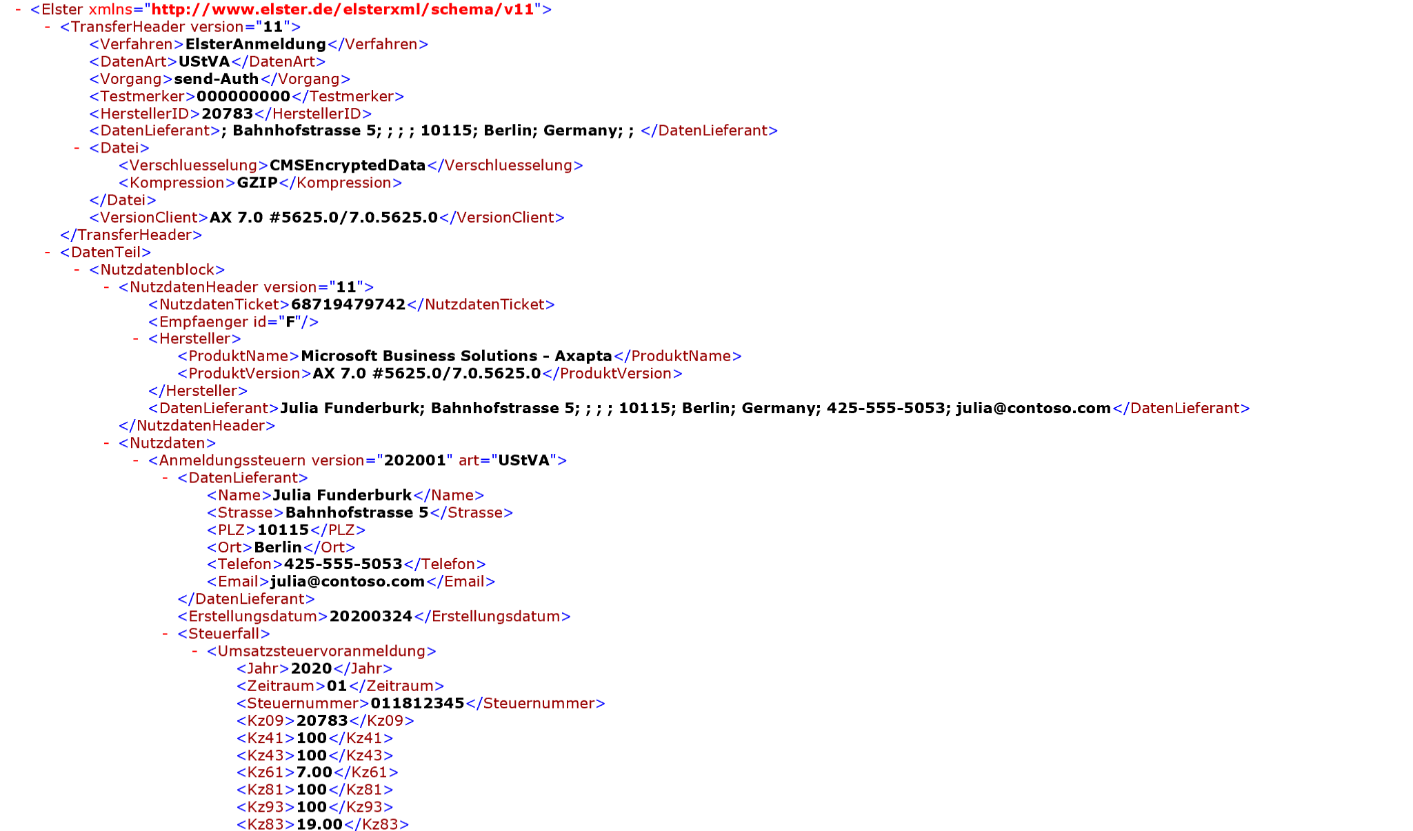 - <Elster xmlns="http://www.elster.de/elsterxml/schema/v11">
- <TransferHeader version="11">
<Verfahren>ElsterAnmeldung</Verfahren>
<DatenArt>UStVA</DatenArt>
<Vorgang>send-Auth</Vorgang>
<Testmerker>000000000</Testmerker>
<HerstellerID>20783</HerstellerID>
<DatenLieferant>; Bahnhofstrasse 5; ; ; ; 10115; Berlin; Germany; ; </DatenLieferant>
- <Datei>
<Verschluesselung>CMSEncryptedData</Verschluesselung>
<Kompression>GZIP</Kompression>
</Datei>
<VersionClient>AX 7.0 #5625.0/7.0.5625.0</VersionClient>
</TransferHeader>
- <DatenTeil>
- <Nutzdatenblock>
- <NutzdatenHeader version="11">
<NutzdatenTicket>68719479742</NutzdatenTicket>
<Empfaenger id="F"/>
- <Hersteller>
<ProduktName>Microsoft Business Solutions - Axapta</ProduktName>
<ProduktVersion>AX 7.0 #5625.0/7.0.5625.0</ProduktVersion>
</Hersteller>
<DatenLieferant>Julia Funderburk; Bahnhofstrasse 5; ; ; ; 10115; Berlin; Germany; 425-555-5053; julia@contoso.com</DatenLieferant>
</NutzdatenHeader>
- <Nutzdaten>
- <Anmeldungssteuern version="202001" art="UStVA">
- <DatenLieferant>
<Name>Julia Funderburk</Name>
<Strasse>Bahnhofstrasse 5</Strasse>
<PLZ>10115</PLZ>
<Ort>Berlin</Ort>
<Telefon>425-555-5053</Telefon>
<Email>julia@contoso.com</Email>
</DatenLieferant>
<Erstellungsdatum>20200324</Erstellungsdatum>
- <Steuerfall>
- <Umsatzsteuervoranmeldung>
<Jahr>2020</Jahr>
<Zeitraum>01</Zeitraum>
<Steuernummer>011812345</Steuernummer>
<Kz09>20783</Kz09>
<Kz41>100</Kz41>
<Kz43>100</Kz43>
<Kz61>7.00</Kz61>
<Kz81>100</Kz81>
<Kz93>100</Kz93>
<Kz83>19.00</Kz83>